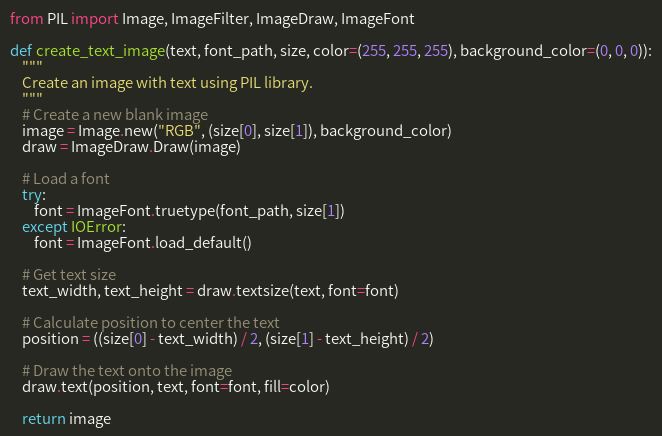 from PIL import Image, ImageFilter, ImageDraw, ImageFont

def create_text_image(text, font_path, size, color=(255, 255, 255), background_color=(0, 0, 0)):
    """
    Create an image with text using PIL library.
    """
    # Create a new blank image
    image = Image.new("RGB", (size[0], size[1]), background_color)
    draw = ImageDraw.Draw(image)

    # Load a font
    try:
        font = ImageFont.truetype(font_path, size[1])
    except IOError:
        font = ImageFont.load_default()

    # Get text size
    text_width, text_height = draw.textsize(text, font=font)

    # Calculate position to center the text
    position = ((size[0] - text_width) / 2, (size[1] - text_height) / 2)

    # Draw the text onto the image
    draw.text(position, text, font=font, fill=color)

    return image